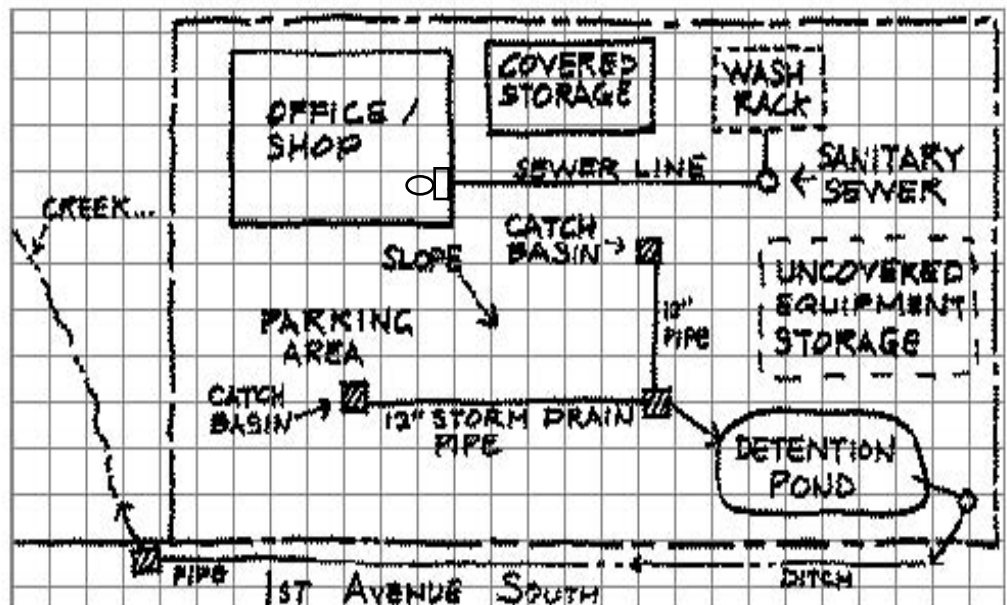 OFFICE /
SHOP
COVERED
STORAGE
WASH
RACK
SEWER LINE
SANITARY
SEWER
CREEK...
CATCH
BASIN
SLOPE
UNCOVERED
EQUIPMENT
STORAGE
PARKING
AREA
12"
PIPE
CATCH
BASIN
12" STORM DRAIN
PIPE
DETENTION
POND
PIPE
DITCH
1ST AVENUE SOUTH